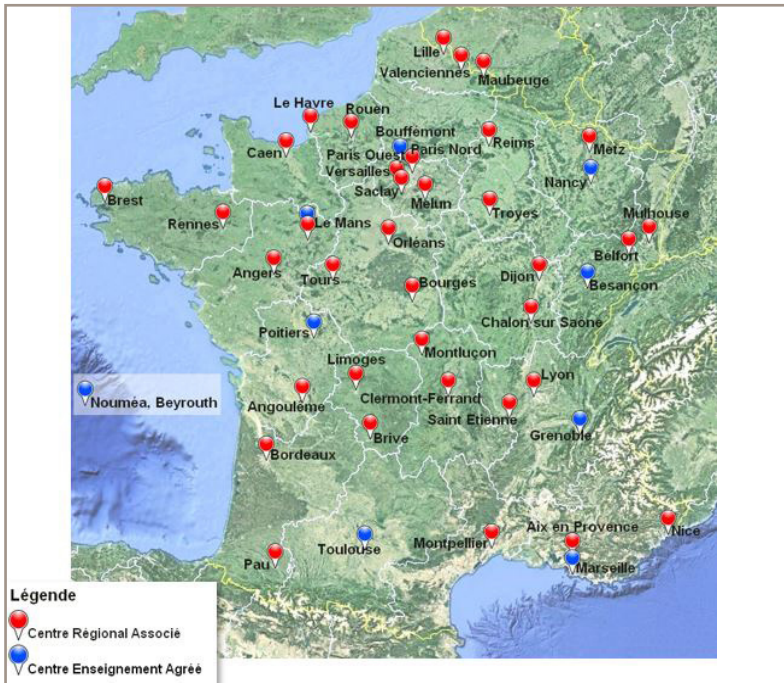 Lille
Valenciennes
Maubeuge
Le Havre
Rouen
Bouffémont
Reims
Metz
Caen
Paris Ouest
Paris Nord
Versailles
Nancy
Saclay
Melun
Brest
Rennes
Le Mans
Troyes
Mulhouse
Orléans
Belfort
Angers
Tours
Bourges
Dijon
Besançon
Poitiers
Chalon sur Saone
Montluçon
Limoges
Lyon
Nouméa, Beyrouth
Angoulême
Clermont-Ferrand
Saint Etienne
Brive
Grenoble
Bordeaux
Aix en Provence
Nice
Toulouse
Montpellier
Pau
Marseille
Légende
Centre Régional Associé
Centre Enseignement Agréé